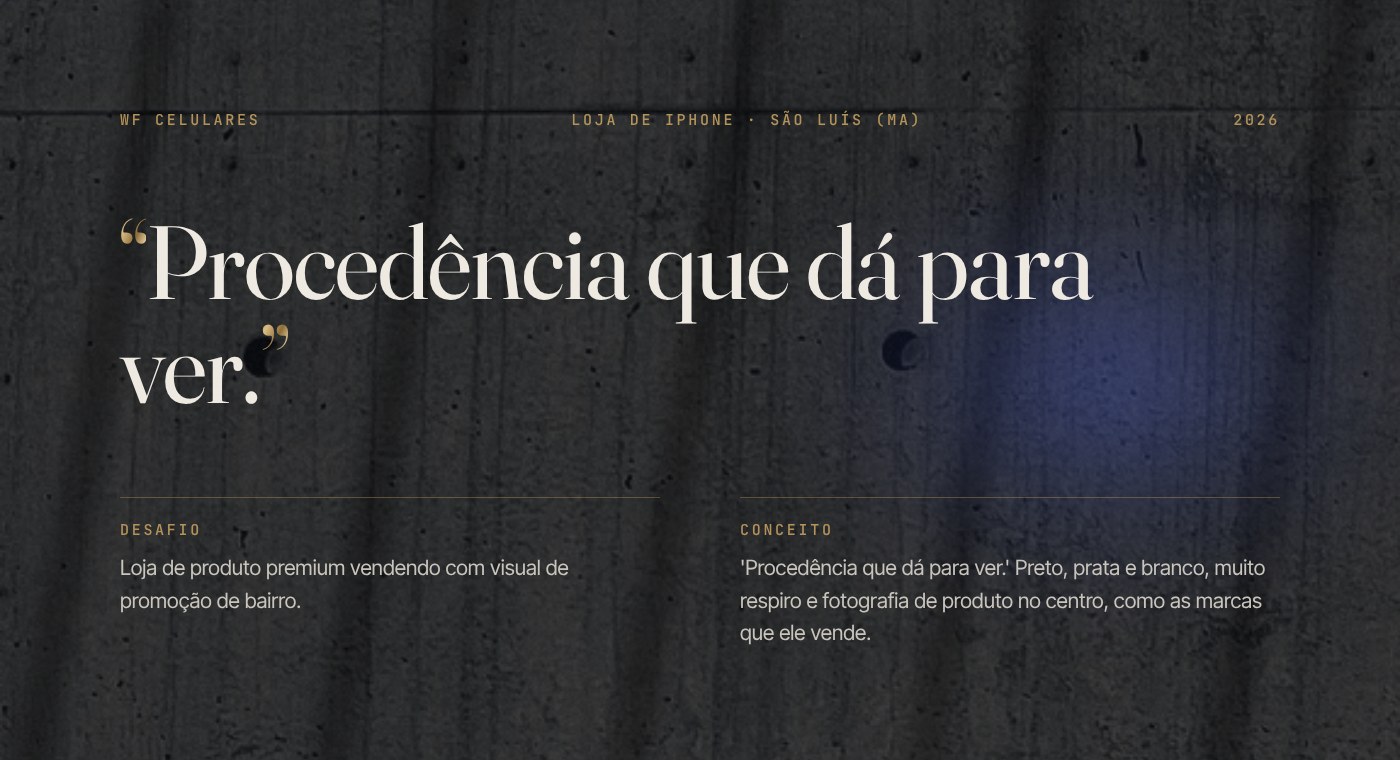 WF CELULARES
LOJA DE IPHONE · SÃO LUÍS (MA)
2026
“Procedência que dá para
ver.”
DESAFIO
Loja de produto premium vendendo com visual de
promoção de bairro.
CONCEITO
'Procedência que dá para ver.' Preto, prata e branco, muito
respiro e fotografia de produto no centro, como as marcas
que ele vende.